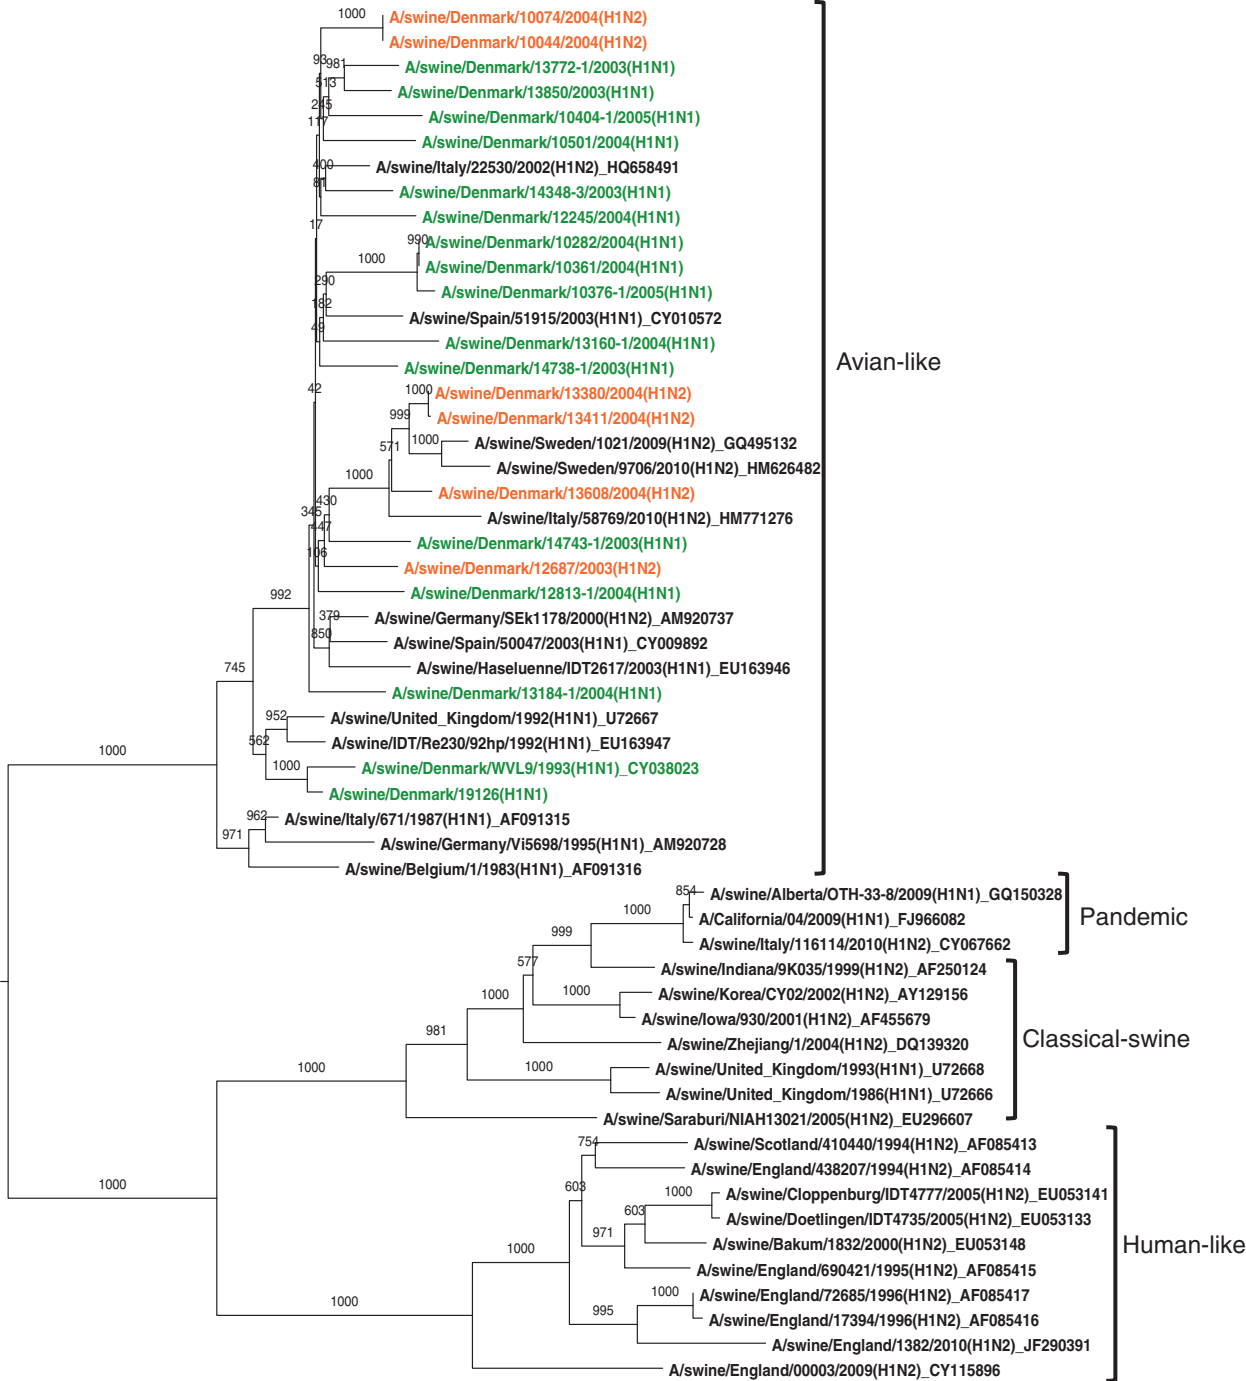 1000
A/swine/Denmark/10074/2004(H1N2)
A/swine/Denmark/10044/2004(H1N2)
93
981
A/swine/Denmark/13772-1/2003(H1N1)
513
A/swine/Denmark/13850/2003(H1N1)
245
A/swine/Denmark/10404-1/2005(H1N1)
117
A/swine/Denmark/10501/2004(H1N1)
400
A/swine/Italy/22530/2002(H1N2)_HQ658491
81
A/swine/Denmark/14348-3/2003(H1N1)
A/swine/Denmark/12245/2004(H1N1)
17
990
A/swine/Denmark/10282/2004(H1N1)
1000
A/swine/Denmark/10361/2004(H1N1)
290
A/swine/Denmark/10376-1/2005(H1N1)
182
A/swine/Spain/51915/2003(H1N1)_CY010572
49
A/swine/Denmark/13160-1/2004(H1N1)
Avian-like
A/swine/Denmark/14738-1/2003(H1N1)
42
1000
A/swine/Denmark/13380/2004(H1N2)
999
A/swine/Denmark/13411/2004(H1N2)
571
1000
A/swine/Sweden/1021/2009(H1N2)_GQ495132
A/swine/Sweden/9706/2010(H1N2)_HM626482
1000
A/swine/Denmark/13608/2004(H1N2)
430
345
A/swine/Italy/58769/2010(H1N2)_HM771276
447
A/swine/Denmark/14743-1/2003(H1N1)
106
A/swine/Denmark/12687/2003(H1N2)
992
A/swine/Denmark/12813-1/2004(H1N1)
379
A/swine/Germany/SEk1178/2000(H1N2)_AM920737
850
A/swine/Spain/50047/2003(H1N1)_CY009892
745
A/swine/Haseluenne/IDT2617/2003(H1N1)_EU163946
A/swine/Denmark/13184-1/2004(H1N1)
952
A/swine/United_Kingdom/1992(H1N1)_U72667
562
A/swine/IDT/Re230/92hp/1992(H1N1)_EU163947
1000
1000
A/swine/Denmark/WVL9/1993(H1N1)_CY038023
A/swine/Denmark/19126(H1N1)
962
A/swine/Italy/671/1987(H1N1)_AF091315
971
A/swine/Germany/Vi5698/1995(H1N1)_AM920728
A/swine/Belgium/1/1983(H1N1)_AF091316
854
A/swine/Alberta/OTH-33-8/2009(H1N1)_GQ150328
1000
A/California/04/2009(H1N1)_FJ966082
Pandemic
999
A/swine/Italy/116114/2010(H1N2)_CY067662
577
A/swine/Indiana/9K035/1999(H1N2)_AF250124
1000
1000
A/swine/Korea/CY02/2002(H1N2)_AY129156
A/swine/Iowa/930/2001(H1N2)_AF455679
981
A/swine/Zhejiang/1/2004(H1N2)_DQ139320
Classical-swine
1000
1000
A/swine/United_Kingdom/1993(H1N1)_U72668
A/swine/United_Kingdom/1986(H1N1)_U72666
A/swine/Saraburi/NIAH13021/2005(H1N2)_EU296607
754
A/swine/Scotland/410440/1994(H1N2)_AF085413
A/swine/England/438207/1994(H1N2)_AF085414
1000
603
1000
A/swine/Cloppenburg/IDT4777/2005(H1N2)_EU053141
603
A/swine/Doetlingen/IDT4735/2005(H1N2)_EU053133
971
A/swine/Bakum/1832/2000(H1N2)_EU053148
Human-like
1000
A/swine/England/690421/1995(H1N2)_AF085415
1000
1000
A/swine/England/72685/1996(H1N2)_AF085417
995
A/swine/England/17394/1996(H1N2)_AF085416
A/swine/England/1382/2010(H1N2)_JF290391
A/swine/England/00003/2009(H1N2)_CY115896